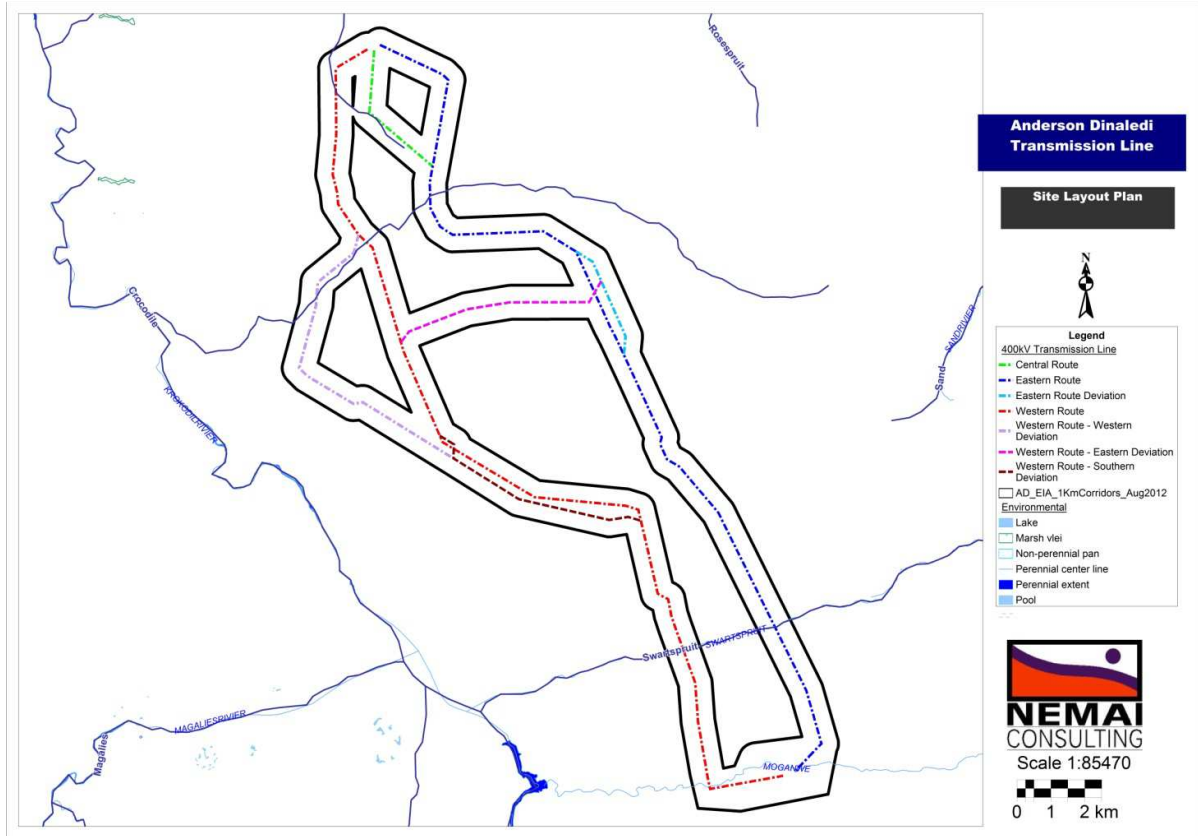 Rosespruit
Crocodile
KROKODILRIVIER
SANDRIVIER
Sand
Swartspruit
SWARTSPRUIT
MAGALIESRIVIER
Magalies
MOGANWE
Anderson Dinaledi
Transmission Line
Site Layout Plan
N
Legend
400kV Transmission Line
Central Route
Eastern Route
Eastern Route Deviation
Western Route
Western Route - Western
Deviation
Western Route - Eastern Deviation
Western Route - Southern
Deviation
AD_EIA_1KmCorridors_Aug2012
Environmental
Lake
Marsh vlei
Non-perennial pan
Perennial center line
Perennial extent
Pool
NEMAI
CONSULTING
Scale 1:85470
0 1 2 km